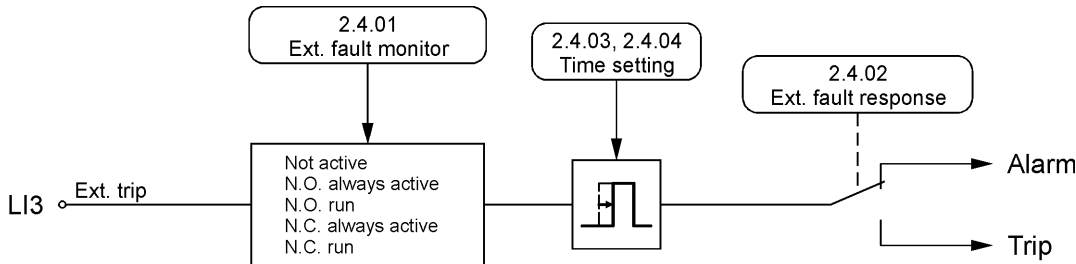 2.4.01
Ext. fault monitor
2.4.03, 2.4.04
Time setting
2.4.02
Ext. fault response
LI3
Ext. trip
Not active
N.O. always active
N.O. run
N.C. always active
N.C. run
Alarm
Trip